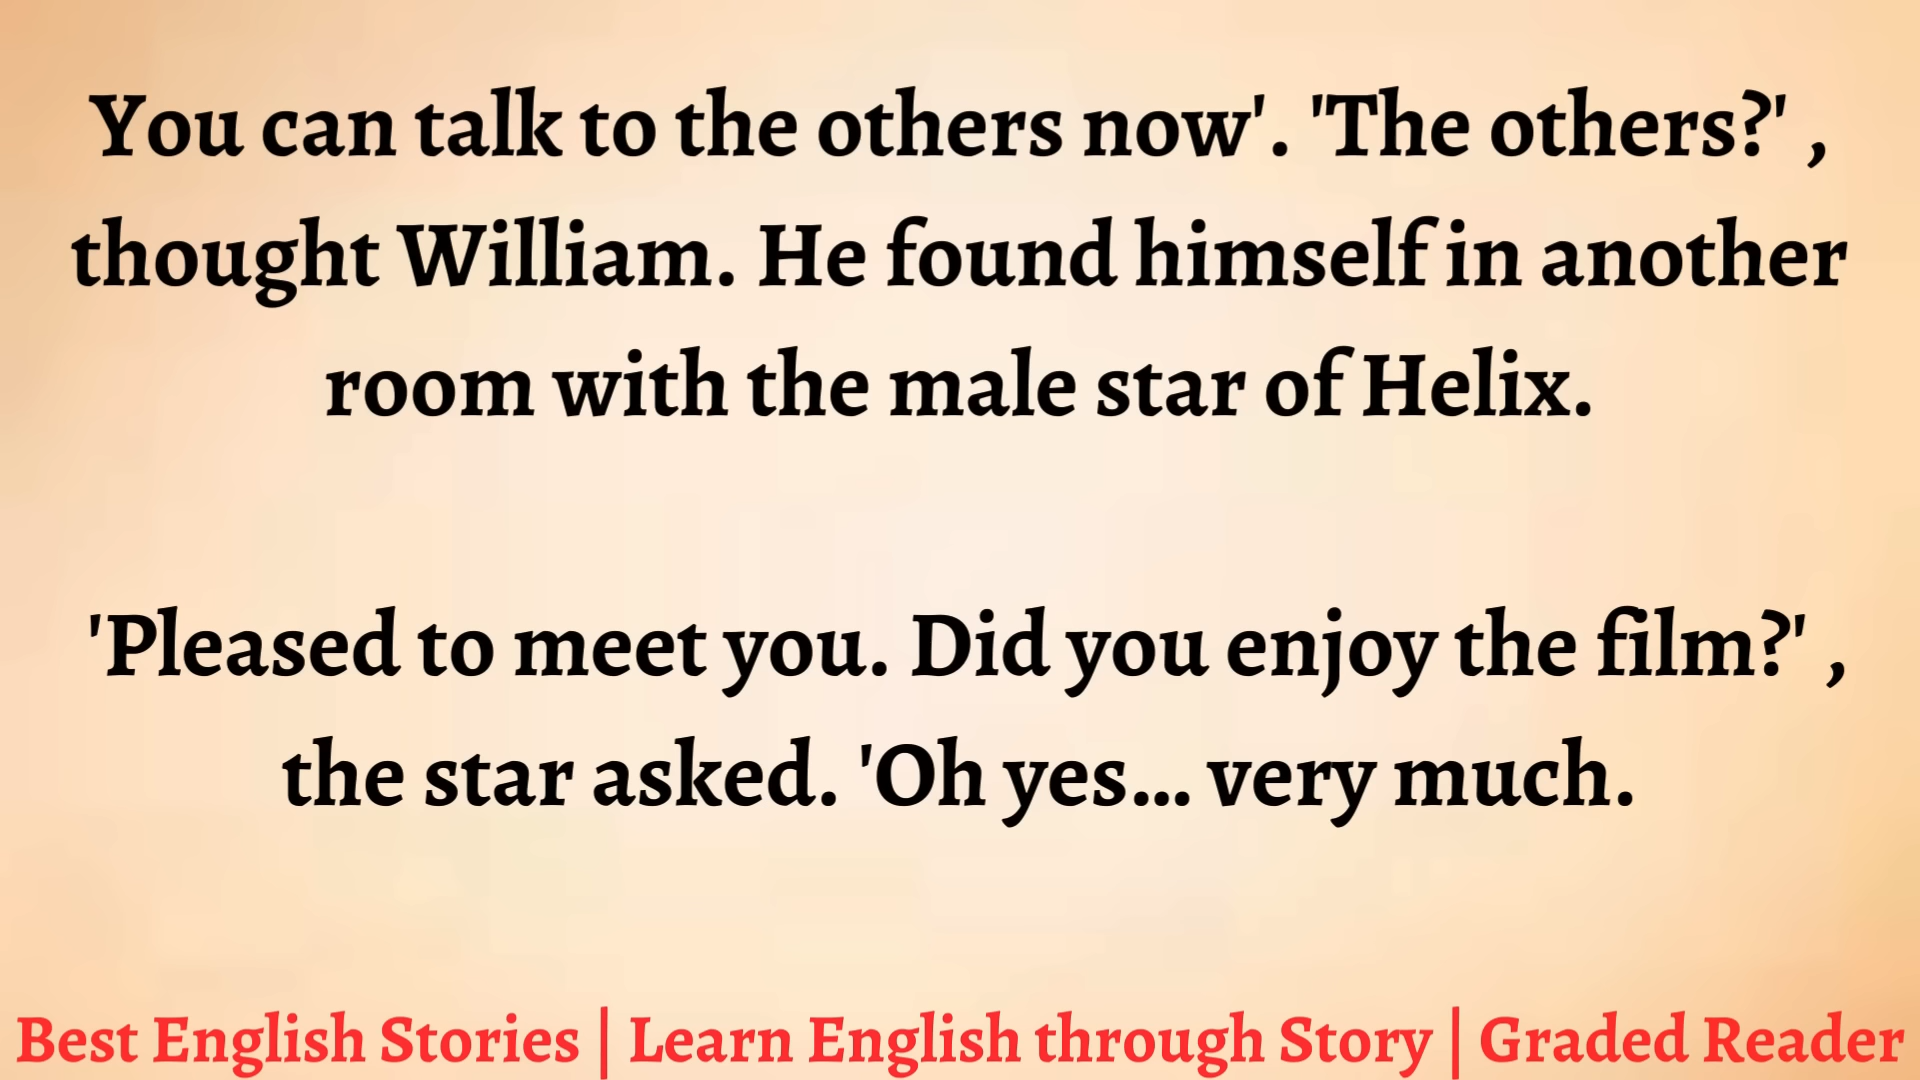 You can talk to the others now'. 'The others?' ,
thought William. He found himself in another
room with the male star of Helix.
'Pleased to meet you. Did you enjoy the film?' ,
the star asked. 'Oh yes... very much.
Best English Stories | Learn English through Story | Graded Reader